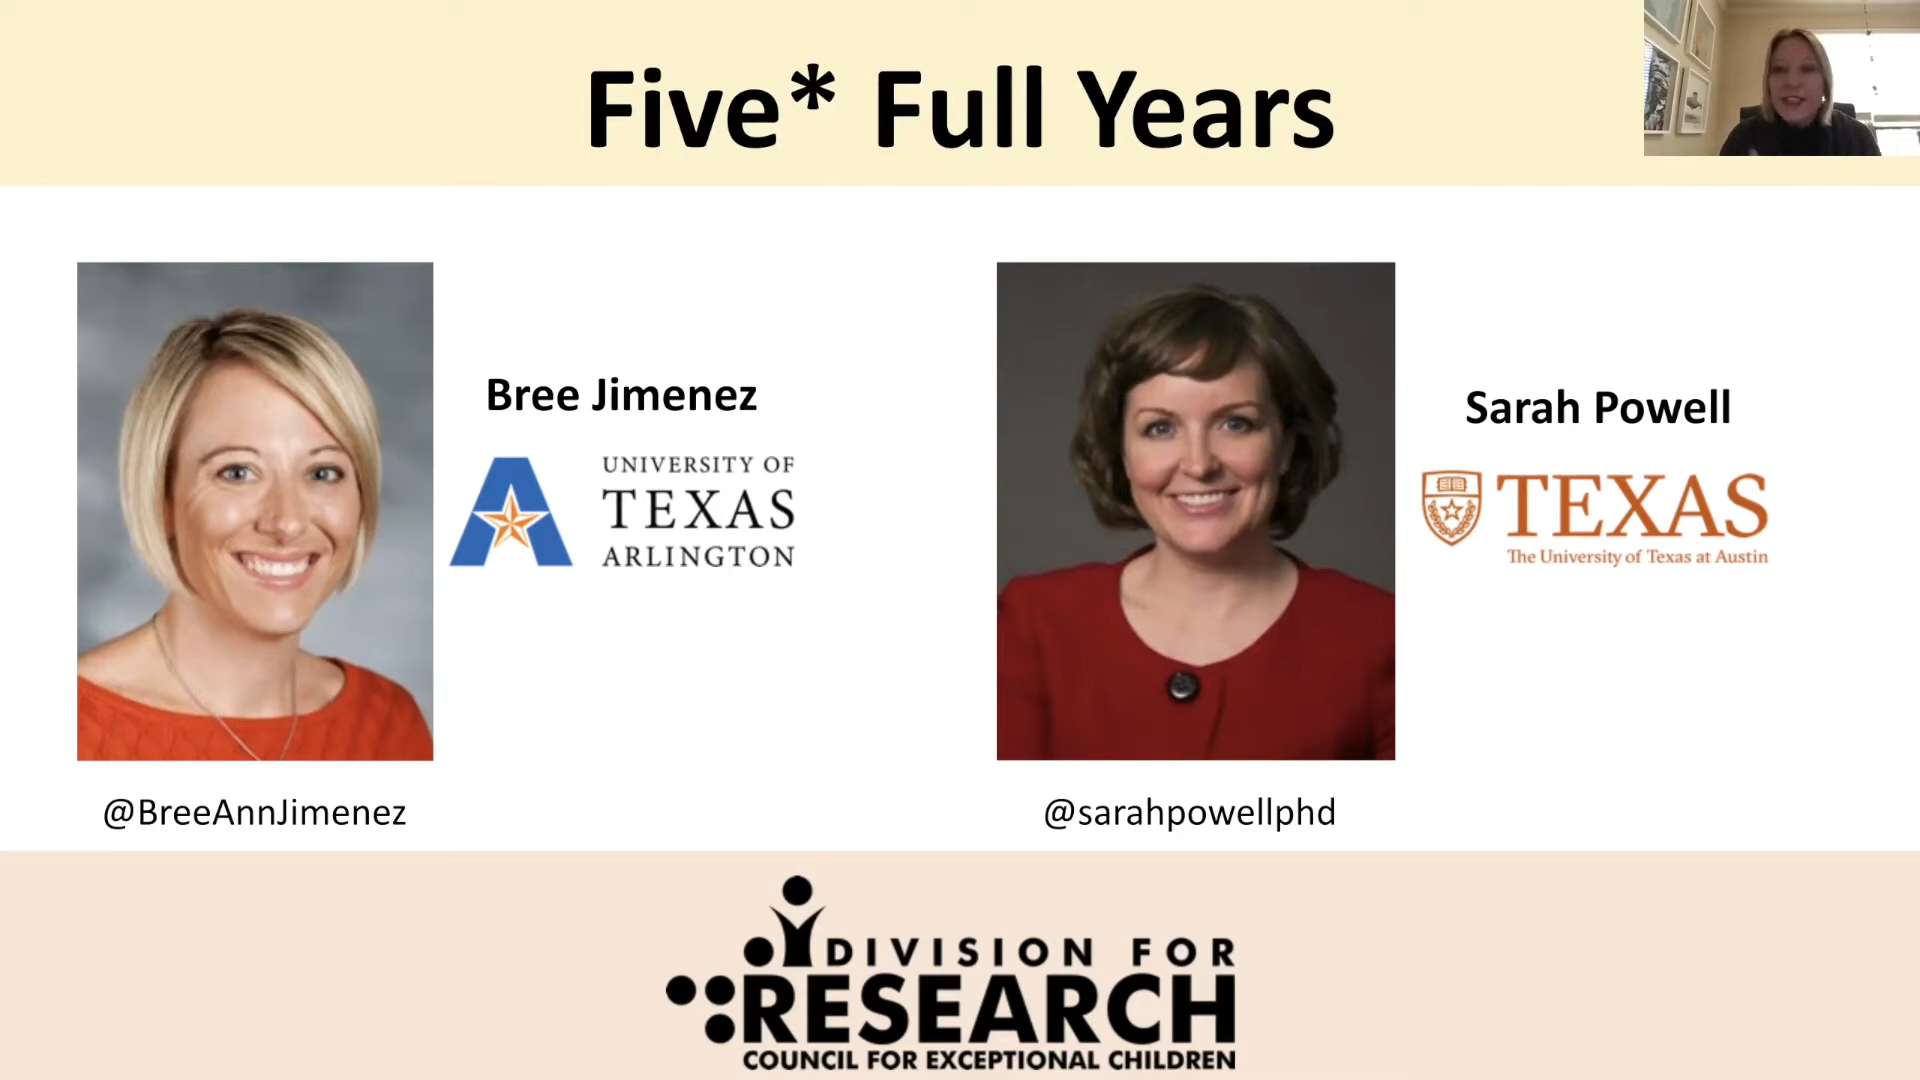 Five* Full Years
Bree Jimenez
UNIVERSITY OF
TEXAS
ARLINGTON
@BreeAnnJimenez
Sarah Powell
TEXAS
The University of Texas at Austin
@sarahpowellphd
DIVISION FOR
RESEARCH
COUNCIL FOR EXCEPTIONAL CHILDREN